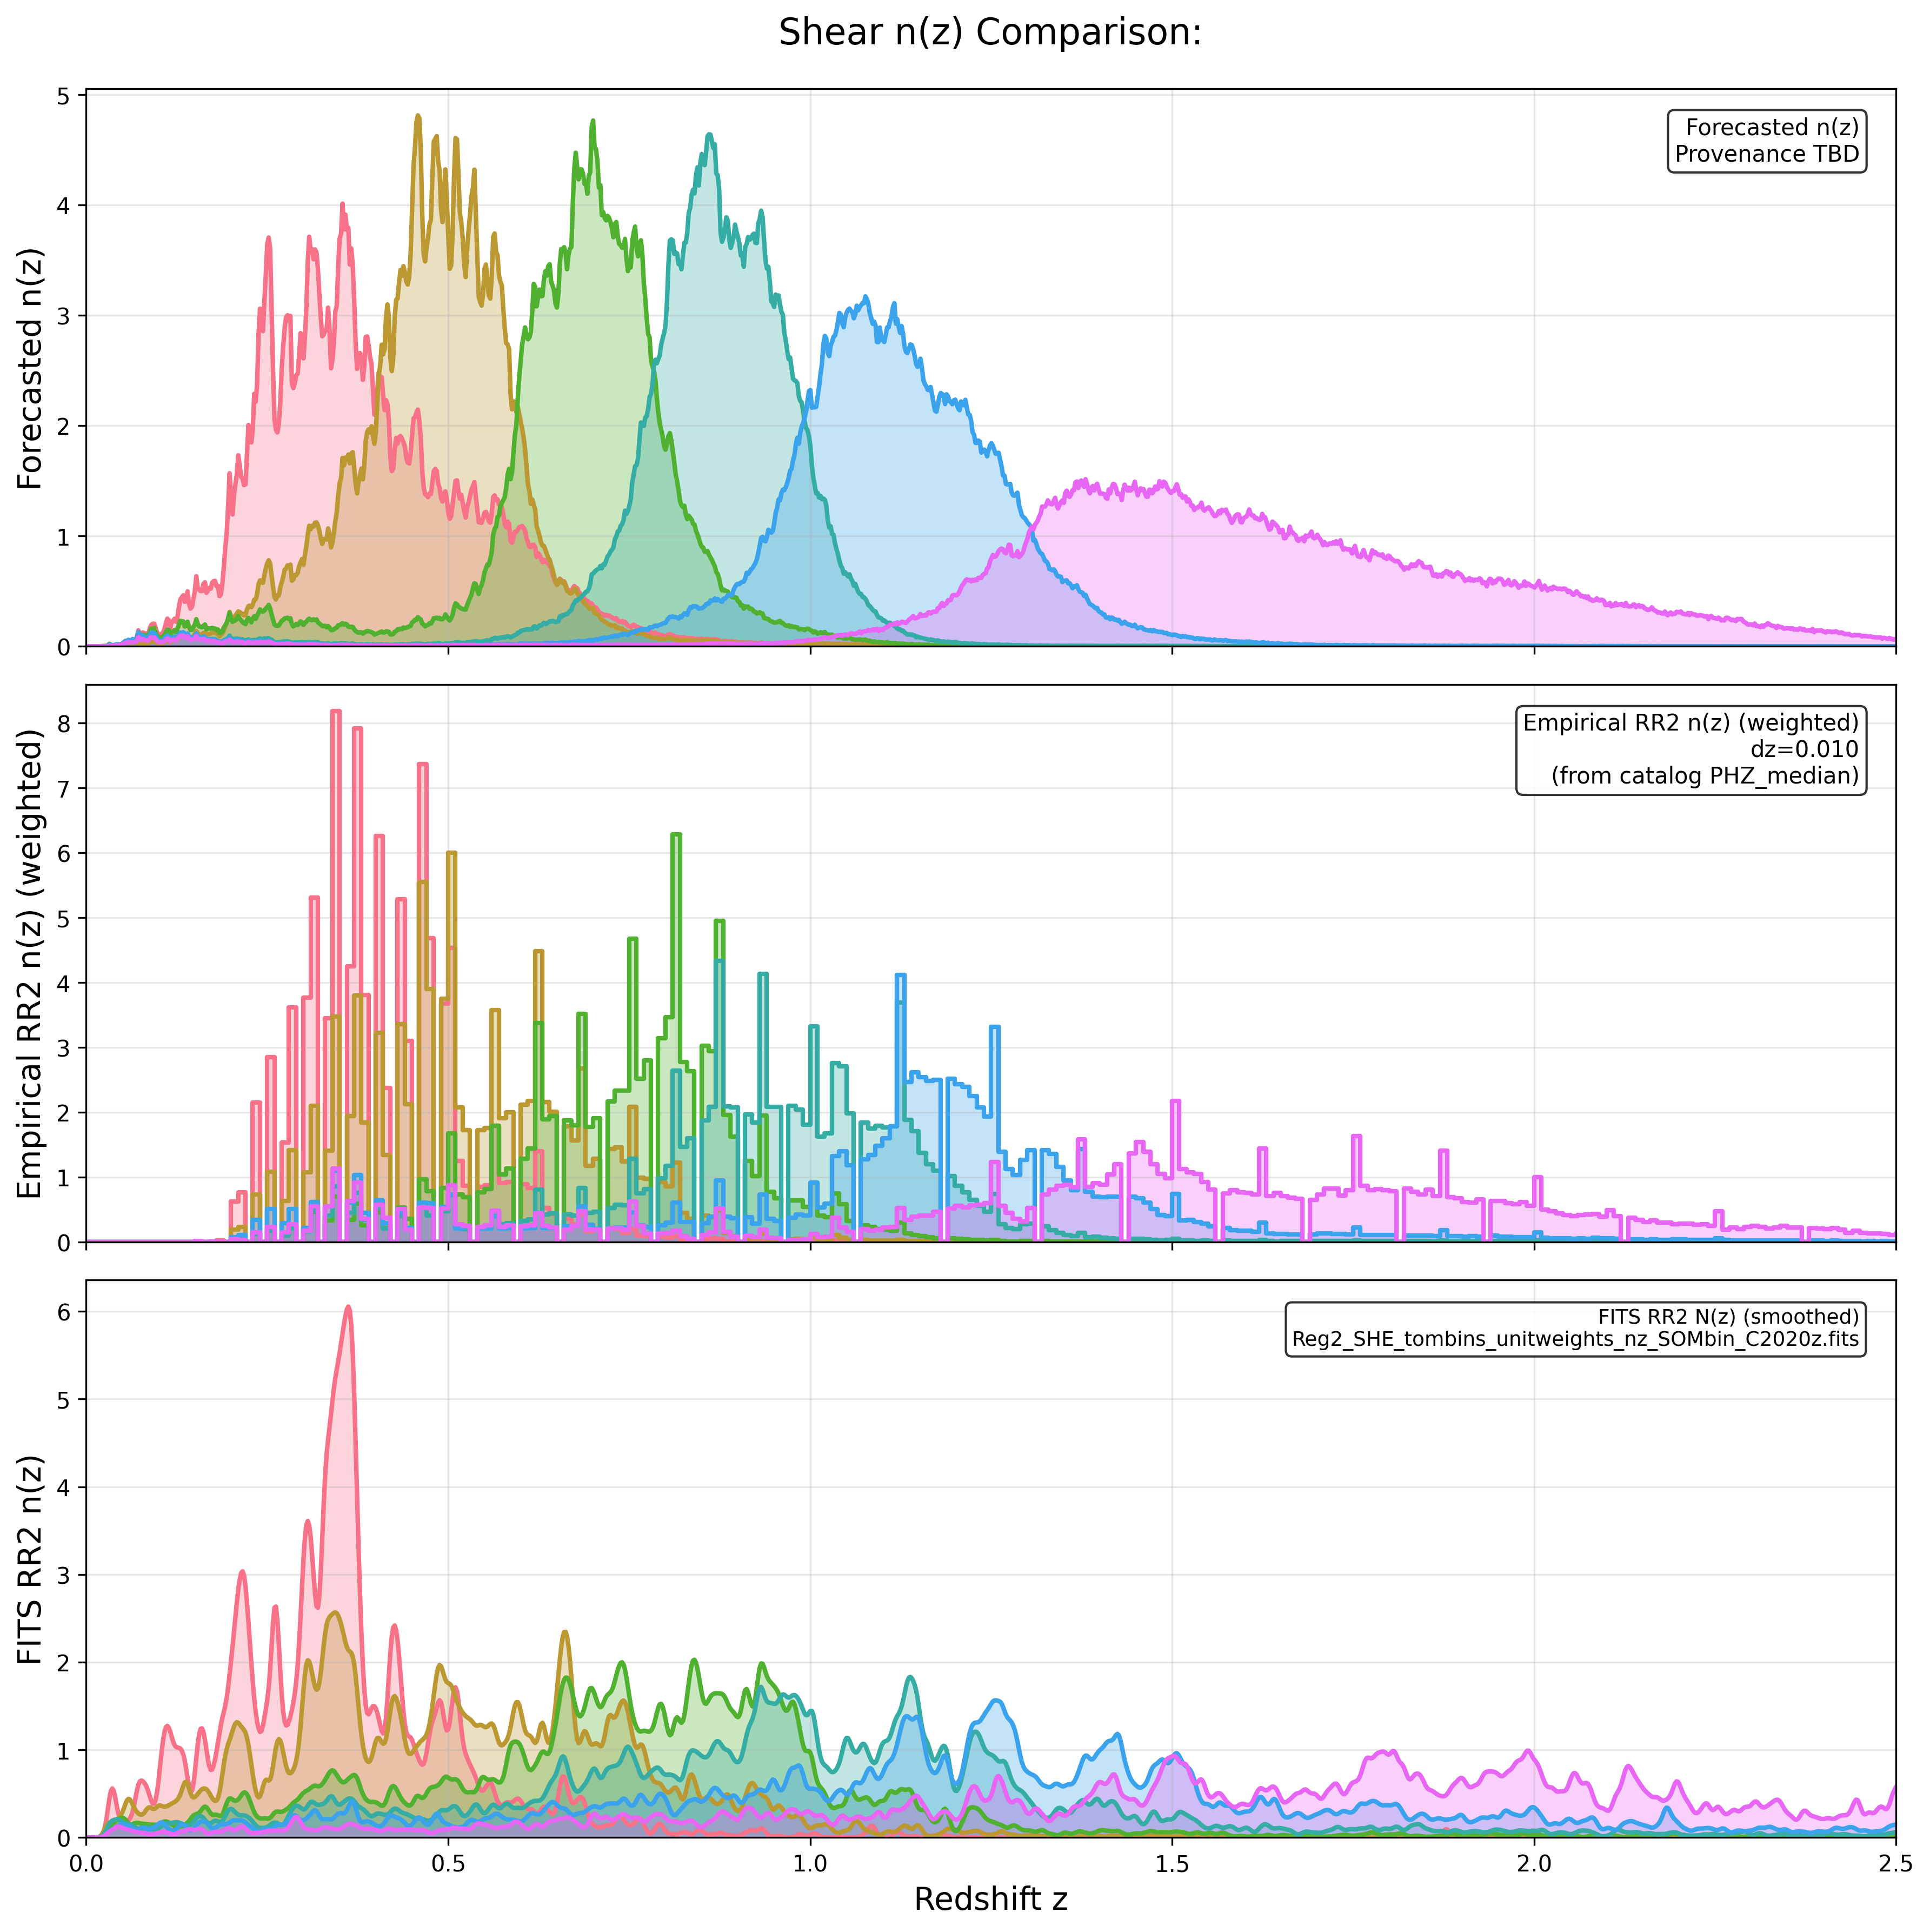 Shear n(z) Comparison:
Forecasted n(z)
5
4
3
2
1
0
Forecasted n(z)
Provenance TBD
Empirical RR2 n(z) (weighted)
8
7
6
5
4
3
2
1
0
Empirical RR2 n(z) (weighted)
dz=0.010
(from catalog PHZ_median)
FITS RR2 n(z)
6
5
4
3
2
1
0
FITS RR2 N(z) (smoothed)
Reg2_SHE_tombins_unitweights_nz_SOMbin_C2020z.fits
0.0 0.5 1.0 1.5 2.0 2.5
Redshift z